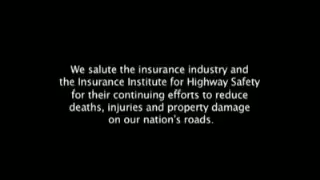 We salute the insurance industry and
the Insurance Institute for Highway Safety
for their continuing efforts to reduce
deaths, injuries and property damage
on our nation's roads.